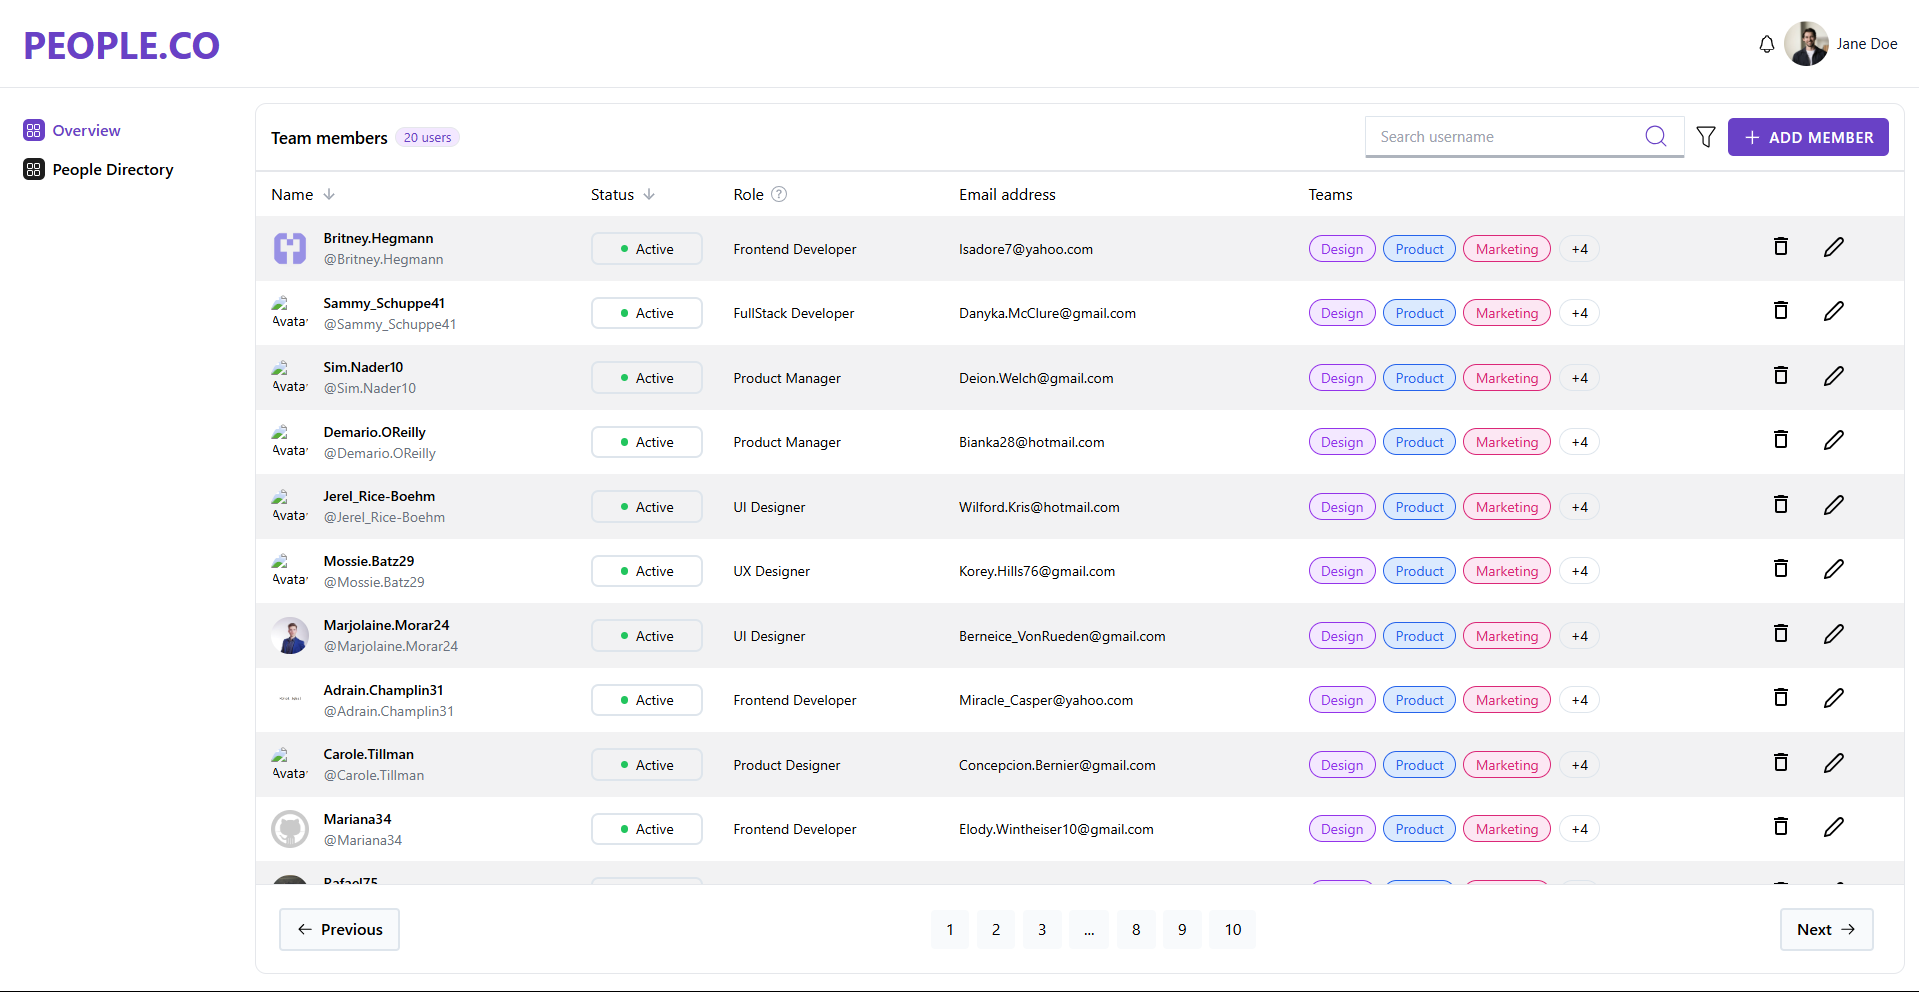 PEOPLE.CO
Jane Doe
Overview
People Directory
Team members 20 users
Search username
ADD MEMBER
Name Status Role ? Email address Teams
Britney.Hegmann
@Britney.Hegmann
Active Frontend Developer Isadore7@yahoo.com Design Product Marketing +4
Avata
Sammy_Schuppe41
@Sammy_Schuppe41
Active FullStack Developer Danyka.McClure@gmail.com Design Product Marketing +4
Avata
Sim.Nader10
@Sim.Nader10
Active Product Manager Deion.Welch@gmail.com Design Product Marketing +4
Avata
Demario.OReilly
@Demario.OReilly
Active Product Manager Bianka28@hotmail.com Design Product Marketing +4
Avata
Jerel_Rice-Boehm
@Jerel_Rice-Boehm
Active UI Designer Wilford.Kris@hotmail.com Design Product Marketing +4
Avata
Mossie.Batz29
@Mossie.Batz29
Active UX Designer Korey.Hills76@gmail.com Design Product Marketing +4
Marjolaine.Morar24
@Marjolaine.Morar24
Active UI Designer Berneice_VonRueden@gmail.com Design Product Marketing +4
Adrain.Champlin31
@Adrain.Champlin31
Active Frontend Developer Miracle_Casper@yahoo.com Design Product Marketing +4
Avata
Carole.Tillman
@Carole.Tillman
Active Product Designer Concepcion.Bernier@gmail.com Design Product Marketing +4
Mariana34
@Mariana34
Active Frontend Developer Elody.Wintheiser10@gmail.com Design Product Marketing +4
Rafael75
Previous 1 2 3 ... 8 9 10 Next